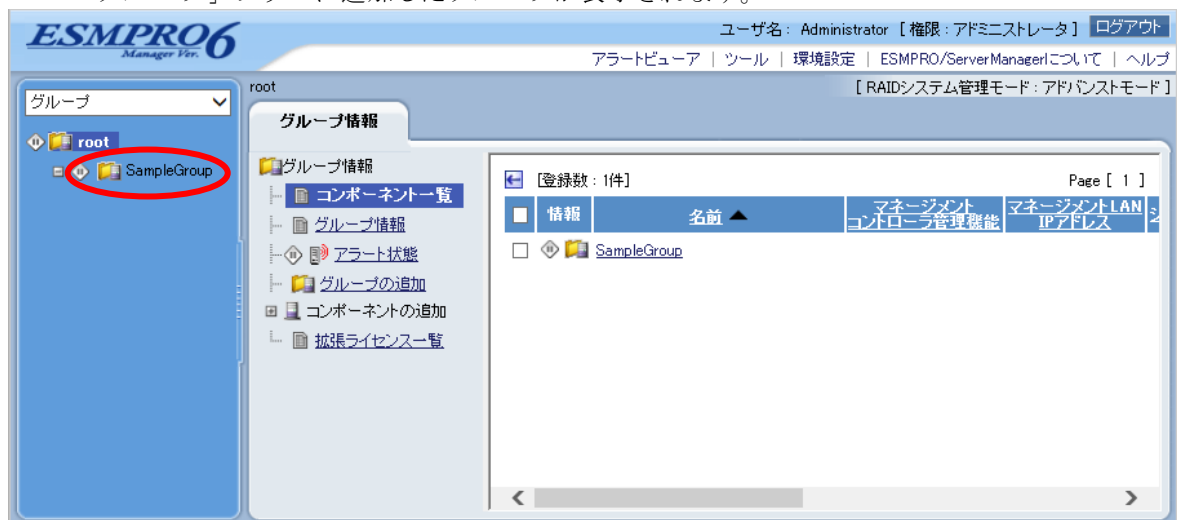 ESMPRO6
Manager Ver.
ユーザ名： Administrator [ 権限：アドミニストレータ ] ログアウト
アラートビューア | ツール | 環境設定 | ESMPRO/ServerManagerについて | ヘルプ
グループ
root
SampleGroup
root
[ RAIDシステム管理モード：アドバンストモード ]
グループ情報
グループ情報
コンポーネント一覧
グループ情報
アラート状態
グループの追加
コンポーネントの追加
拡張ライセンス一覧
[登録数：1件] Page [ 1 ]
情報 名前 ▲ マネージメント コントローラ管理機能 マネージメントLAN IPアドレス
SampleGroup